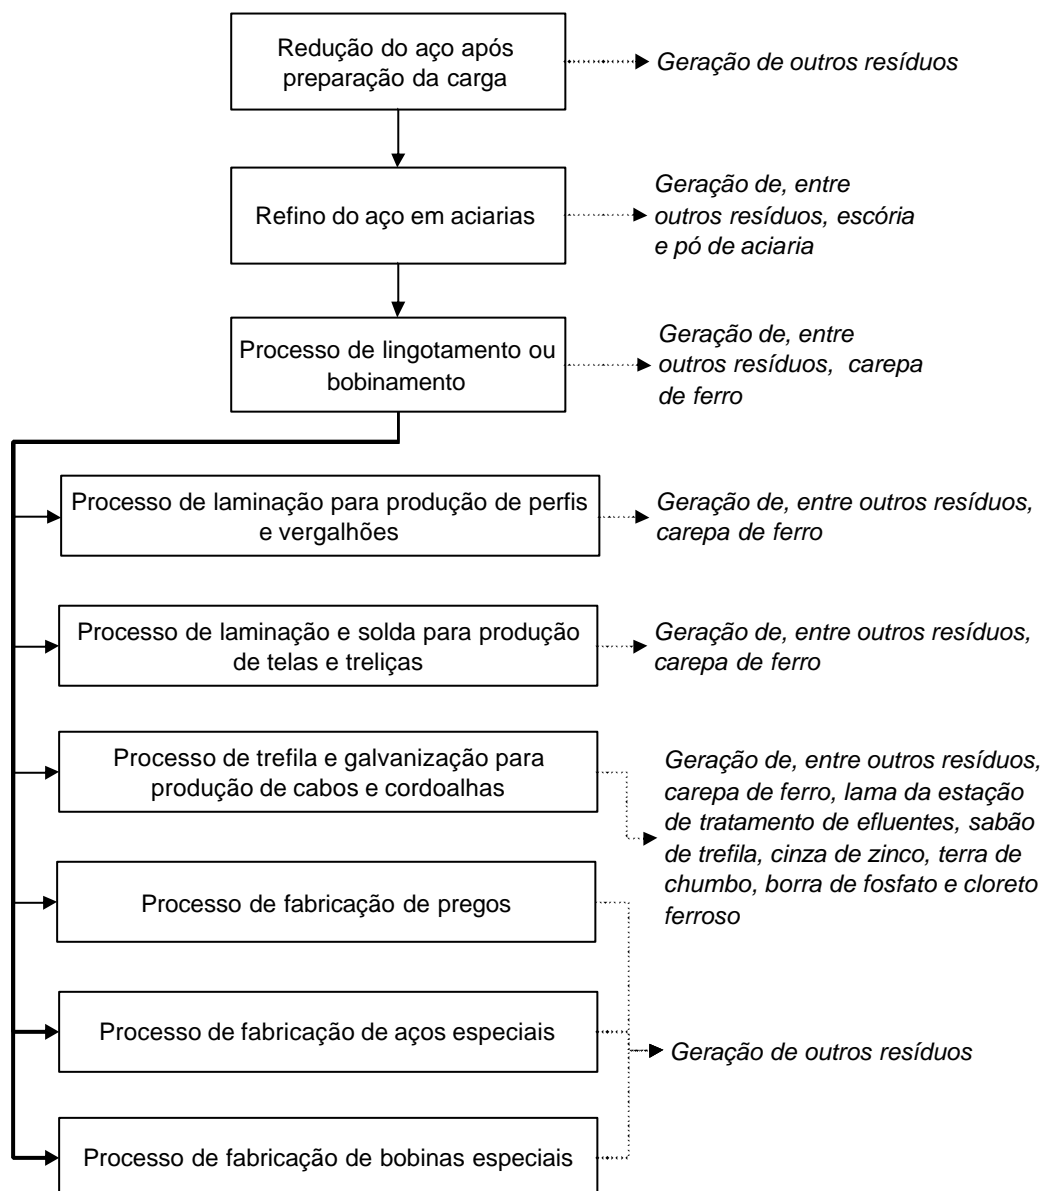 Redução do aço após
preparação da carga
Geração de outros resíduos
Refino do aço em aciarias
Geração de, entre
outros resíduos, escória
e pó de aciaria
Processo de lingotamento ou
bobinamento
Geração de, entre
outros resíduos, carepa
de ferro
Processo de laminação para produção de perfis
e vergalhões
Geração de, entre outros resíduos,
carepa de ferro
Processo de laminação e solda para produção
de telas e treliças
Geração de, entre outros resíduos,
carepa de ferro
Processo de trefila e galvanização para
produção de cabos e cordoalhas
Geração de, entre outros resíduos,
carepa de ferro, lama da estação
de tratamento de efluentes, sabão
de trefila, cinza de zinco, terra de
chumbo, borra de fosfato e cloreto
ferroso
Processo de fabricação de pregos
Processo de fabricação de aços especiais
Geração de outros resíduos
Processo de fabricação de bobinas especiais